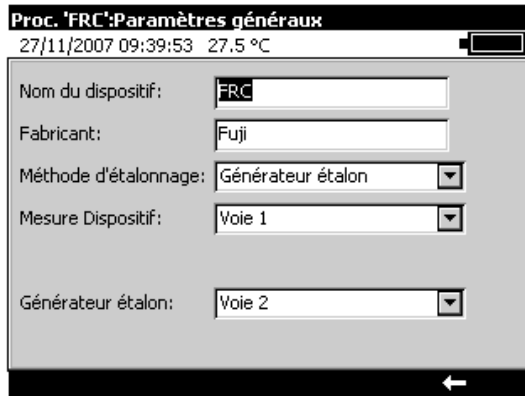 Proc. 'FRC':Paramètres généraux
27/11/2007 09:39:53 27.5 °C
Nom du dispositif: FRC
Fabricant: Fuji
Méthode d'étalonnage: Générateur étalon
Mesure Dispositif: Voie 1
Générateur étalon: Voie 2